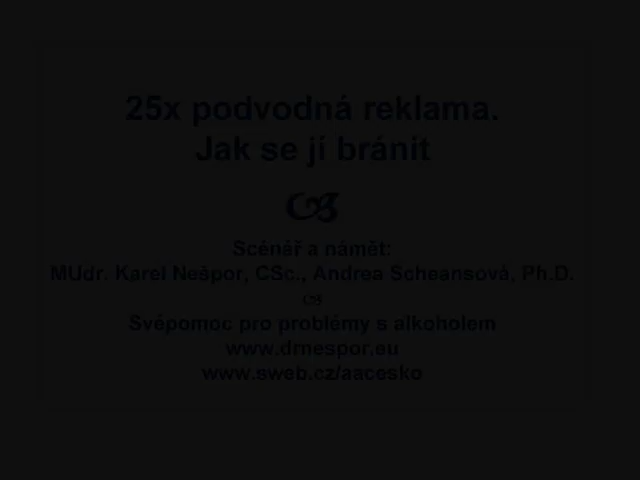 25x podvodná reklama.
Jak se jí bránit
Scénář a námět:
MUdr. Karel Nešpor, CSc., Andrea Scheansová, Ph.D.
Svépomoc pro problémy s alkoholem
www.drnespor.eu
www.sweb.cz/aacesko